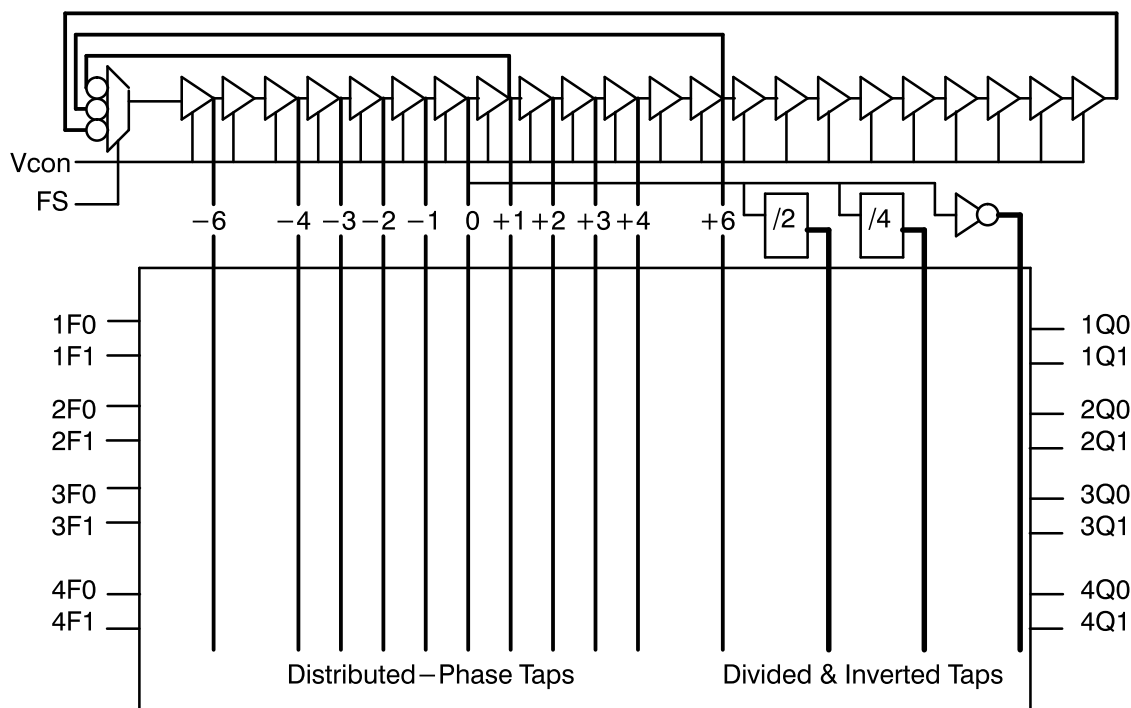 Vcon
FS
−6 −4 −3 −2 −1 0 +1 +2 +3 +4 +6 /2 /4
1F0 1Q0
1F1 1Q1
2F0 2Q0
2F1 2Q1
3F0 3Q0
3F1 3Q1
4F0 4Q0
4F1 4Q1
Distributed−Phase Taps Divided & Inverted Taps